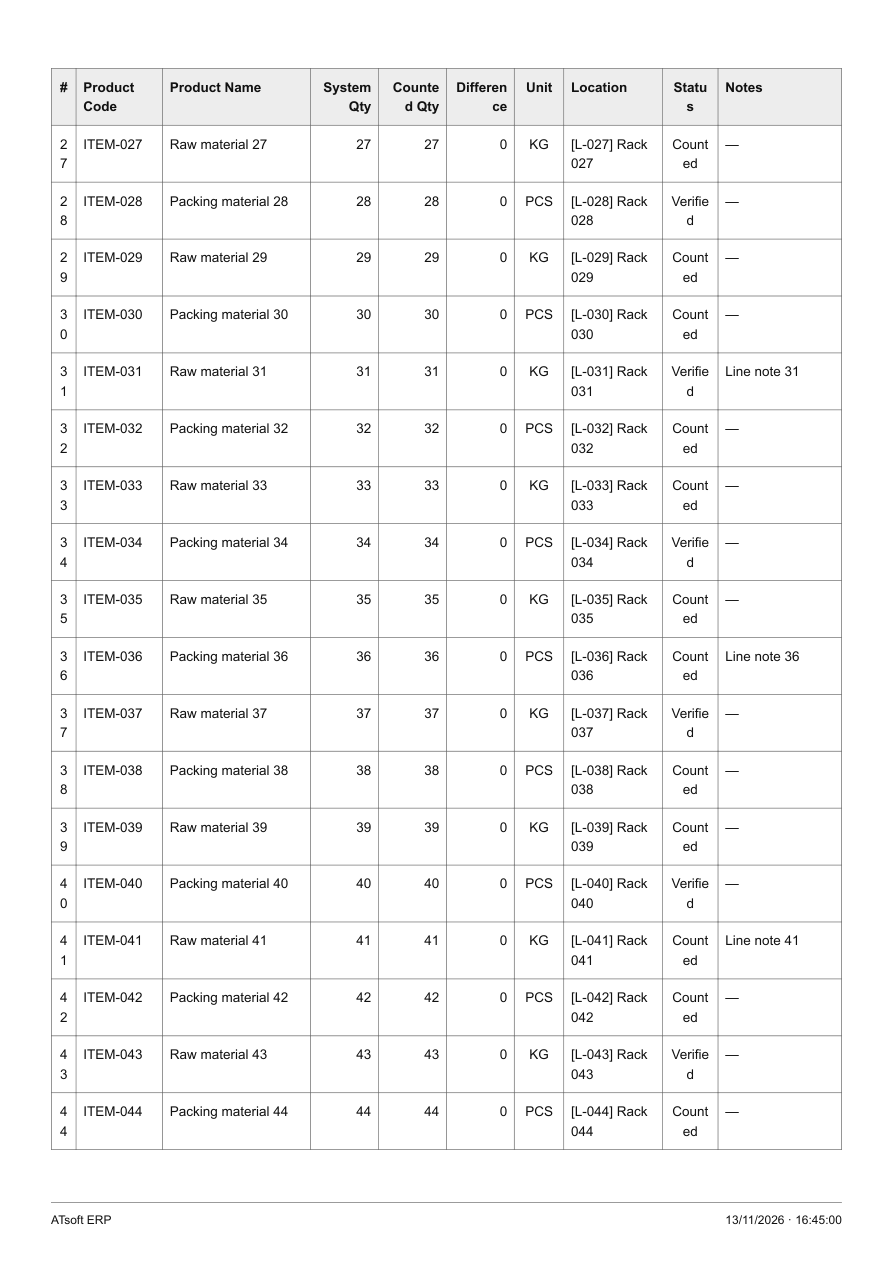 # Product Code Product Name System Qty Counted Qty Difference Unit Location Status Notes
27 ITEM-027 Raw material 27 27 27 0 KG [L-027] Rack 027 Counted —
28 ITEM-028 Packing material 28 28 28 0 PCS [L-028] Rack 028 Verified —
29 ITEM-029 Raw material 29 29 29 0 KG [L-029] Rack 029 Counted —
30 ITEM-030 Packing material 30 30 30 0 PCS [L-030] Rack 030 Counted —
31 ITEM-031 Raw material 31 31 31 0 KG [L-031] Rack 031 Verified Line note 31
32 ITEM-032 Packing material 32 32 32 0 PCS [L-032] Rack 032 Counted —
33 ITEM-033 Raw material 33 33 33 0 KG [L-033] Rack 033 Counted —
34 ITEM-034 Packing material 34 34 34 0 PCS [L-034] Rack 034 Verified —
35 ITEM-035 Raw material 35 35 35 0 KG [L-035] Rack 035 Counted —
36 ITEM-036 Packing material 36 36 36 0 PCS [L-036] Rack 036 Counted Line note 36
37 ITEM-037 Raw material 37 37 37 0 KG [L-037] Rack 037 Verified —
38 ITEM-038 Packing material 38 38 38 0 PCS [L-038] Rack 038 Counted —
39 ITEM-039 Raw material 39 39 39 0 KG [L-039] Rack 039 Counted —
40 ITEM-040 Packing material 40 40 40 0 PCS [L-040] Rack 040 Verified —
41 ITEM-041 Raw material 41 41 41 0 KG [L-041] Rack 041 Counted Line note 41
42 ITEM-042 Packing material 42 42 42 0 PCS [L-042] Rack 042 Counted —
43 ITEM-043 Raw material 43 43 43 0 KG [L-043] Rack 043 Verified —
44 ITEM-044 Packing material 44 44 44 0 PCS [L-044] Rack 044 Counted —
ATsoft ERP 13/11/2026 · 16:45:00